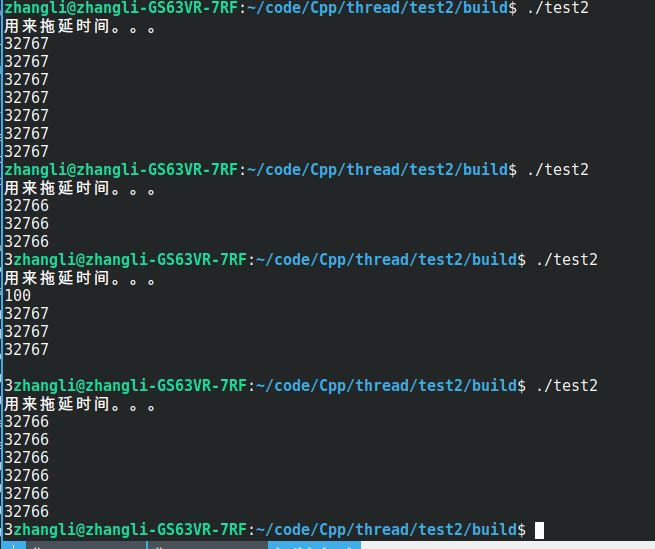 zhangli@zhangli-GS63VR-7RF:~/code/Cpp/thread/test2/build$ ./test2
用来拖延时间。。。
32767
32767
32767
32767
32767
32767
32767
zhangli@zhangli-GS63VR-7RF:~/code/Cpp/thread/test2/build$ ./test2
用来拖延时间。。。
32766
32766
32766
3zhangli@zhangli-GS63VR-7RF:~/code/Cpp/thread/test2/build$ ./test2
用来拖延时间。。。
100
32767
32767
32767
3zhangli@zhangli-GS63VR-7RF:~/code/Cpp/thread/test2/build$ ./test2
用来拖延时间。。。
32766
32766
32766
32766
32766
32766
3zhangli@zhangli-GS63VR-7RF:~/code/Cpp/thread/test2/build$